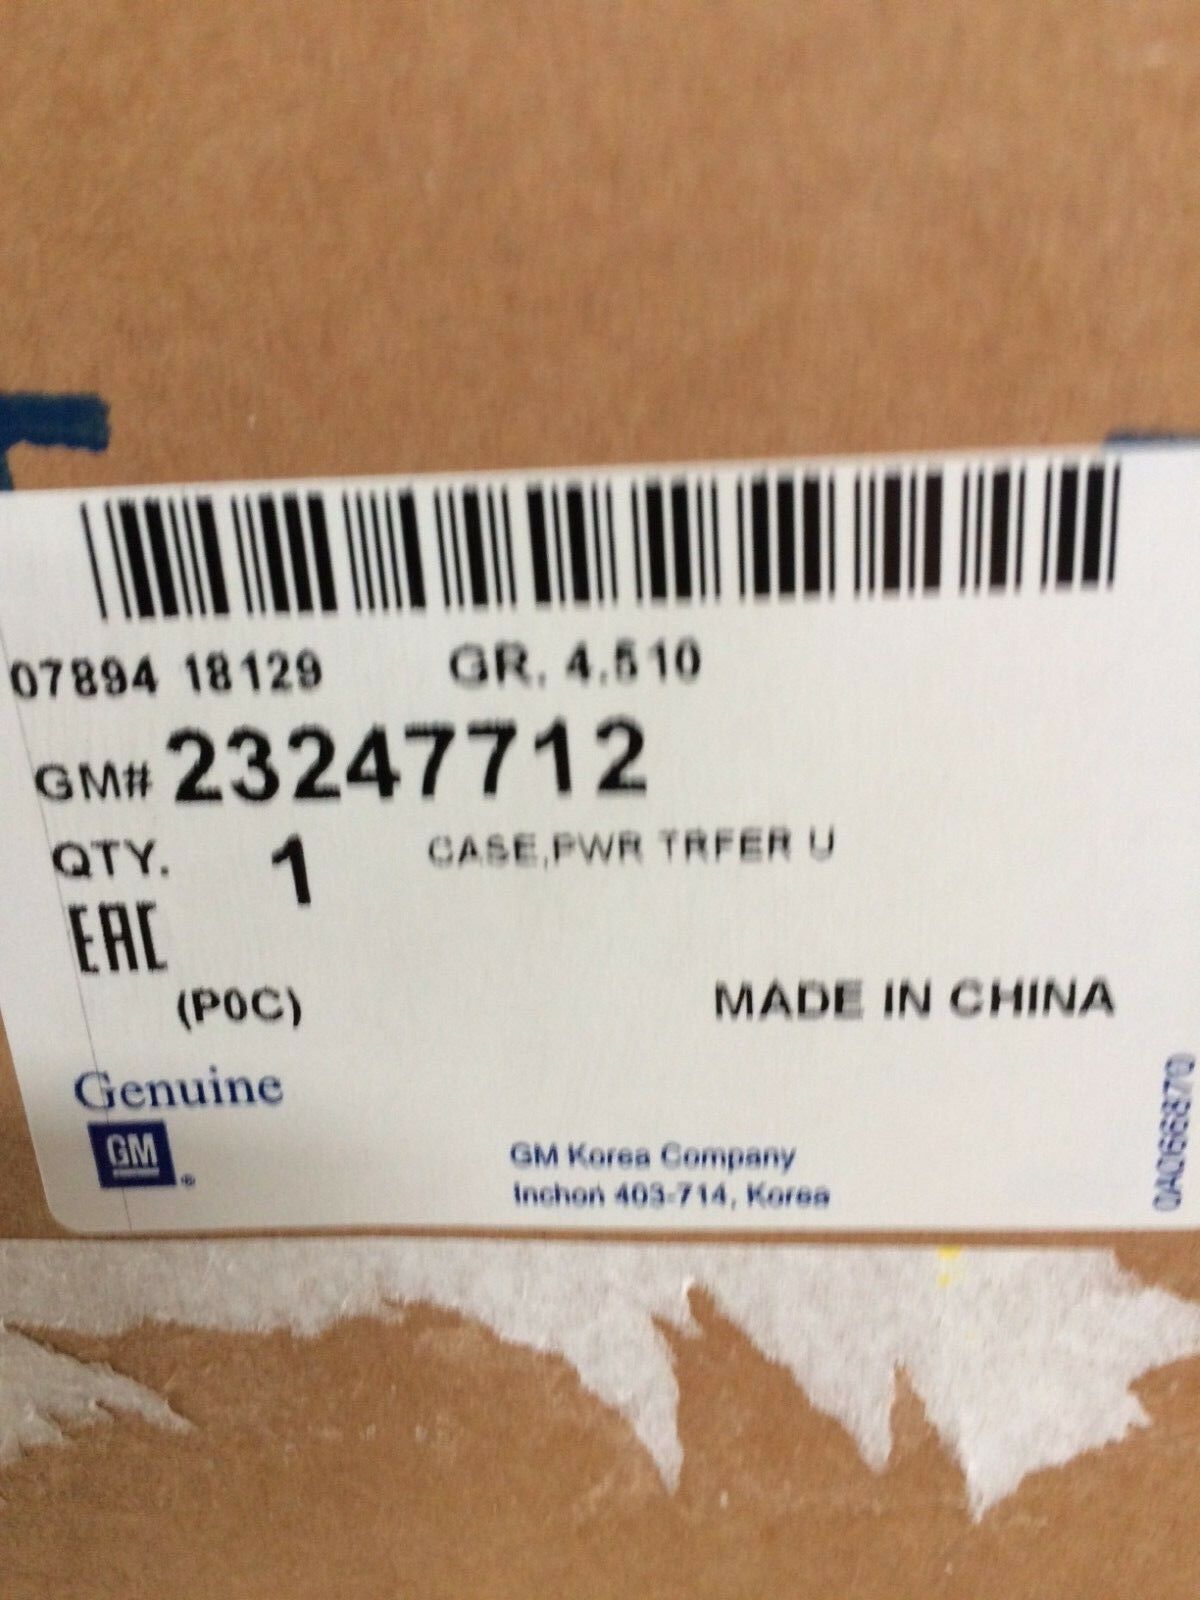 07894 18129 GR. 4.510
GM# 23247712
QTY. 1 CASE,PWR TRFER U
EAC
(P0C) MADE IN CHINA
Genuine
GM ®
GM Korea Company
Inchon 403-714, Korea